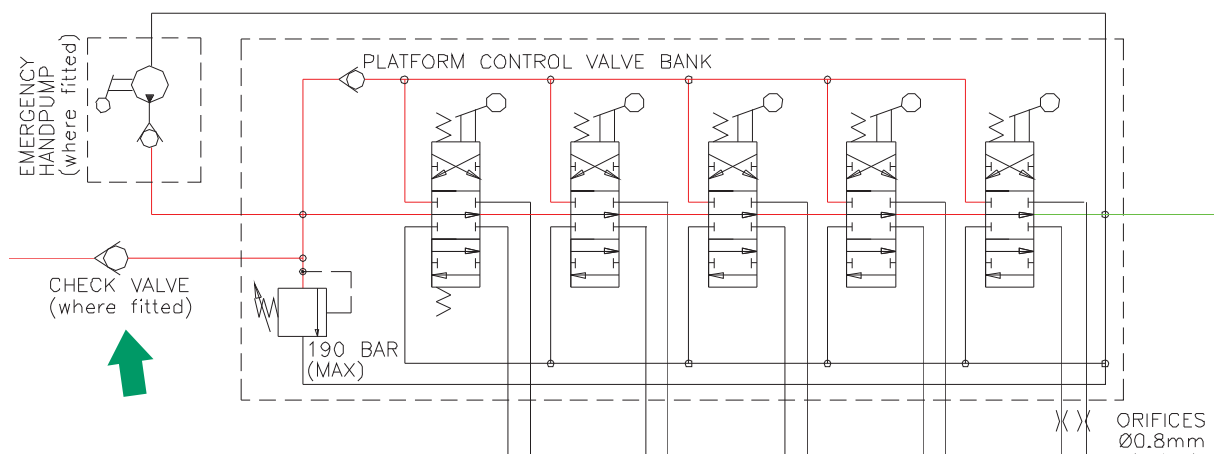 EMERGENCY
HANDPUMP
(where fitted)
PLATFORM CONTROL VALVE BANK
CHECK VALVE
(where fitted)
190 BAR
(MAX)
ORIFICES
Ø0.8mm